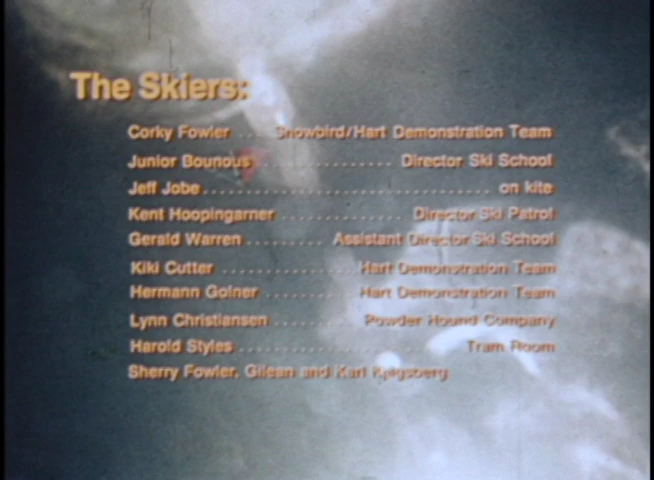 The Skiers:
Corky Fowler .... Snowbird/Hart Demonstration Team
Junior Bounous .................. Director Ski School
Jeff Jobe ................................... on kite
Kent Hoopingarner .............. Director Ski Patrol
Gerald Warren ......... Assistant Director Ski School
Kiki Cutter ................ Hart Demonstration Team
Hermann Golner ............ Hart Demonstration Team
Lynn Christiansen .......... Powder Hound Company
Harold Styles ........................... Tram Room
Sherry Fowler, Gilean and Karl